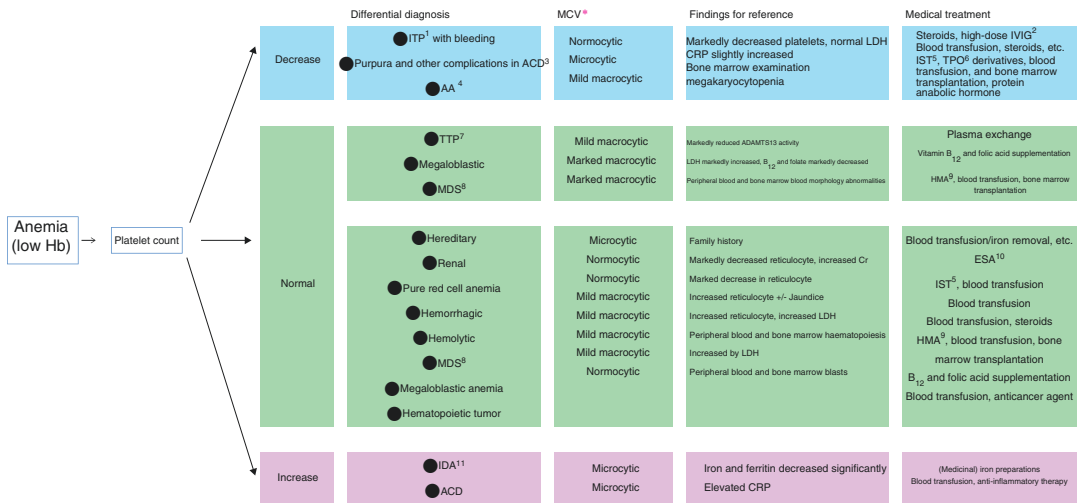 Differential diagnosis
MCV*
Findings for reference
Medical treatment
Anemia
(low Hb)
Platelet count
Decrease
ITP¹ with bleeding
Purpura and other complications in ACD³
AA ⁴
Normocytic
Microcytic
Mild macrocytic
Markedly decreased platelets, normal LDH
CRP slightly increased
Bone marrow examination
megakaryocytopenia
Steroids, high-dose IVIG²
Blood transfusion, steroids, etc.
IST⁵, TPO⁶ derivatives, blood
transfusion, and bone marrow
transplantation, protein
anabolic hormone
Normal
TTP⁷
Megaloblastic
MDS⁸
Mild macrocytic
Marked macrocytic
Marked macrocytic
Markedly reduced ADAMTS13 activity
LDH markedly increased, B₁₂ and folate markedly decreased
Peripheral blood and bone marrow blood morphology abnormalities
Plasma exchange
Vitamin B₁₂ and folic acid supplementation
HMA⁹, blood transfusion, bone marrow
transplantation
Hereditary
Renal
Pure red cell anemia
Hemorrhagic
Hemolytic
MDS⁸
Megaloblastic anemia
Hematopoietic tumor
Microcytic
Normocytic
Normocytic
Mild macrocytic
Mild macrocytic
Mild macrocytic
Mild macrocytic
Normocytic
Family history
Markedly decreased reticulocyte, increased Cr
Marked decrease in reticulocyte
Increased reticulocyte +/- Jaundice
Increased reticulocyte, increased LDH
Peripheral blood and bone marrow haematopoiesis
Increased by LDH
Peripheral blood and bone marrow blasts
Blood transfusion/iron removal, etc.
ESA¹⁰
IST⁵, blood transfusion
Blood transfusion
Blood transfusion, steroids
HMA⁹, blood transfusion, bone
marrow transplantation
B₁₂ and folic acid supplementation
Blood transfusion, anticancer agent
Increase
IDA¹¹
ACD
Microcytic
Microcytic
Iron and ferritin decreased significantly
Elevated CRP
(Medicinal) iron preparations
Blood transfusion, anti-inflammatory therapy